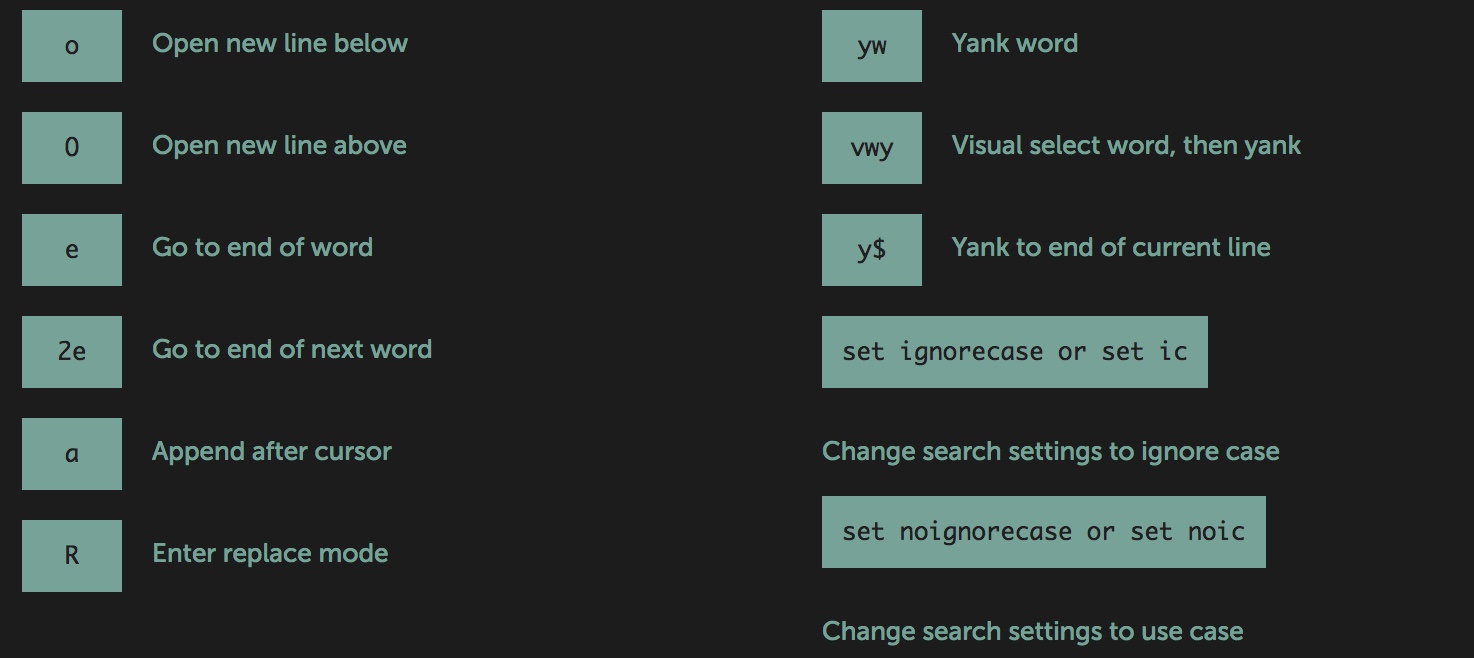 o Open new line below
0 Open new line above
e Go to end of word
2e Go to end of next word
a Append after cursor
R Enter replace mode
yw Yank word
vwy Visual select word, then yank
y$ Yank to end of current line
set ignorecase or set ic
Change search settings to ignore case
set noignorecase or set noic
Change search settings to use case